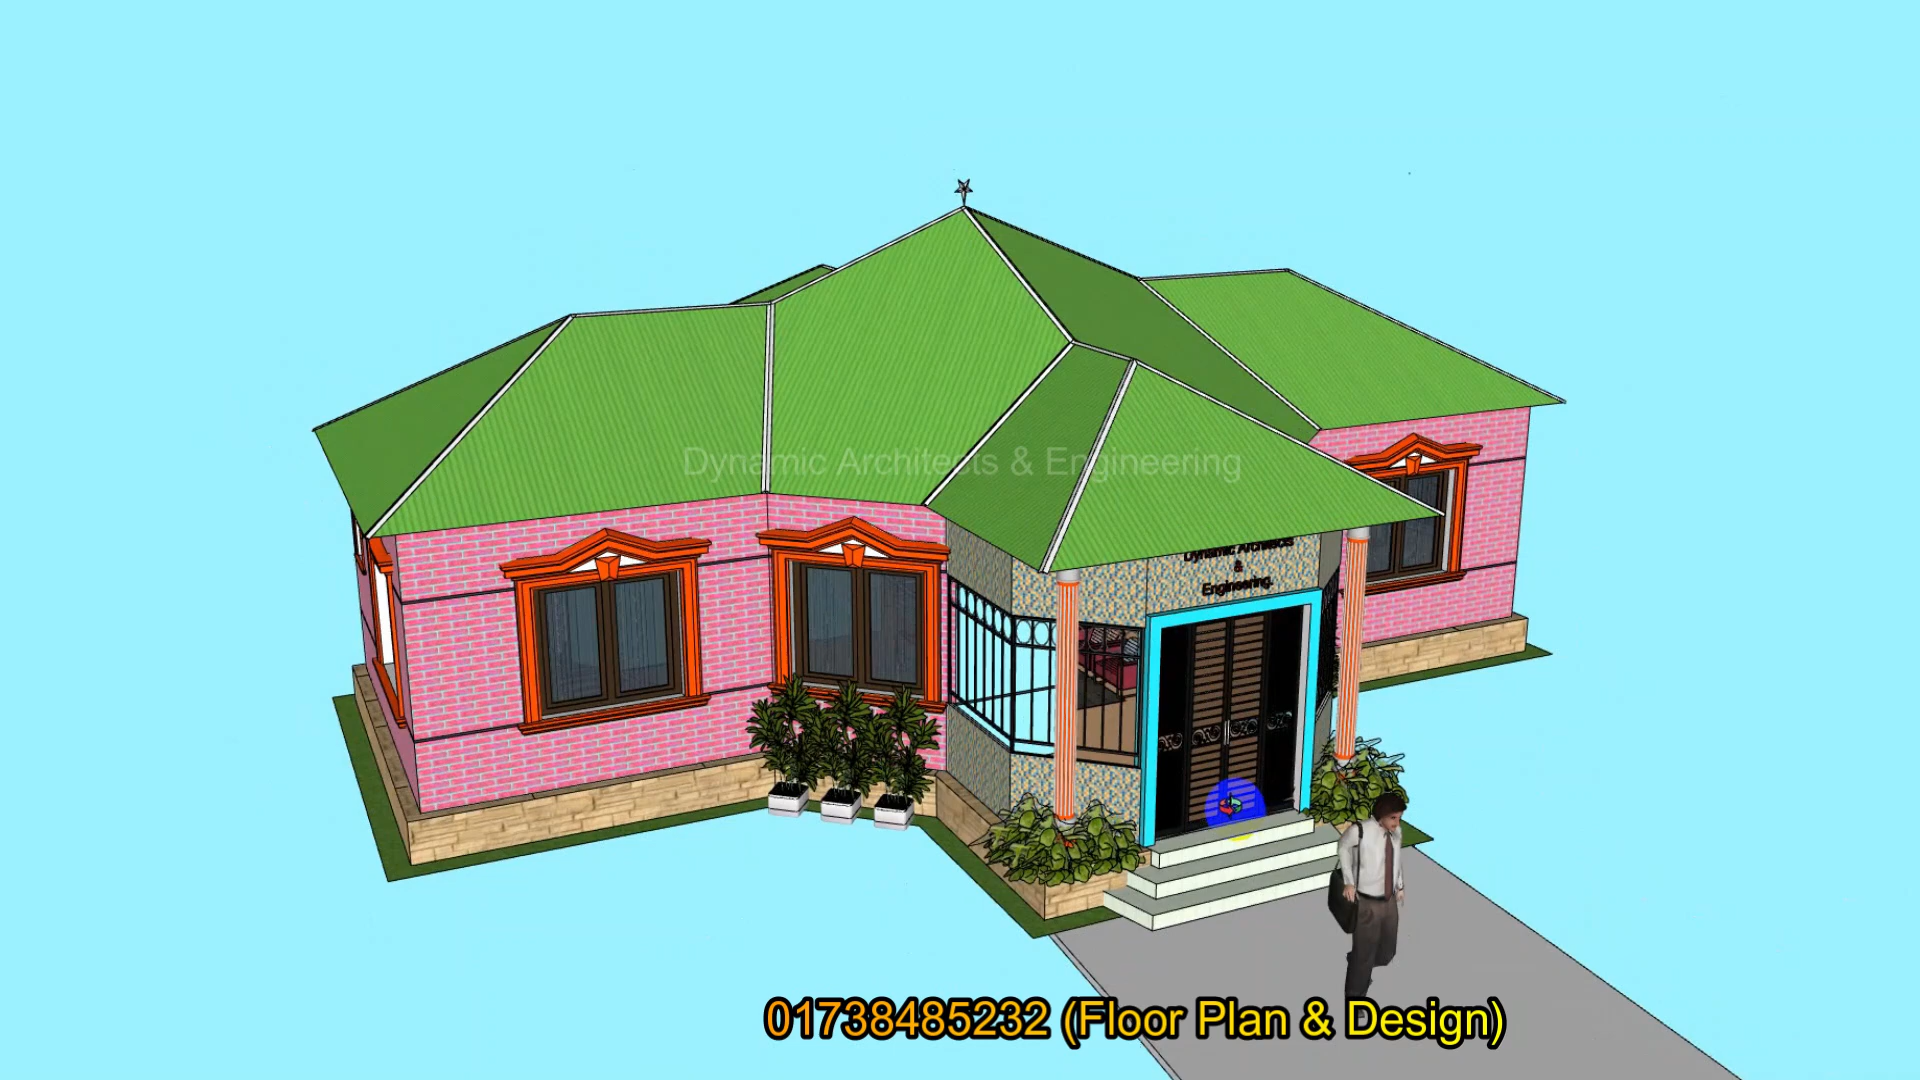 Dynamic Architects & Engineering
Dynamic Architects
&
Engineering.
01738485232 (Floor Plan & Design)